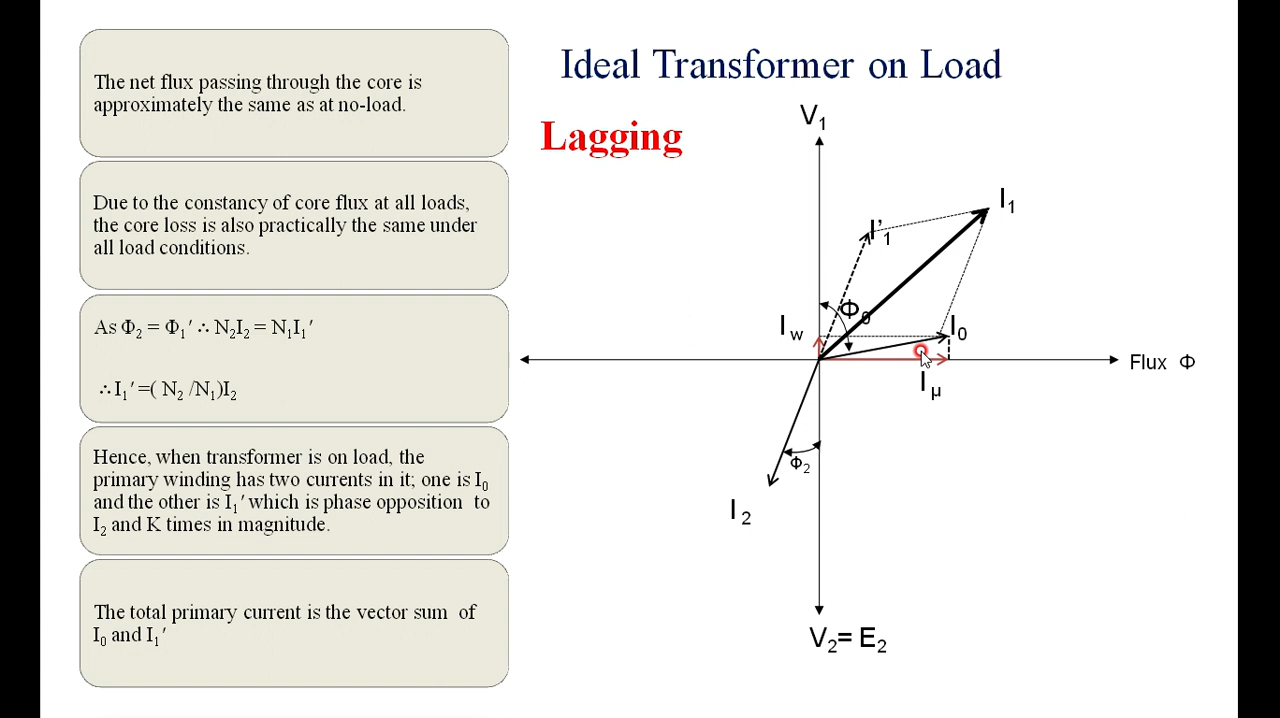 Ideal Transformer on Load
The net flux passing through the core is
approximately the same as at no-load.
Due to the constancy of core flux at all loads,
the core loss is also practically the same under
all load conditions.
As Φ₂ = Φ₁′ ∴ N₂I₂ = N₁I₁′
∴ I₁′ =( N₂ /N₁)I₂
Hence, when transformer is on load, the
primary winding has two currents in it; one is I₀
and the other is I₁′ which is phase opposition to
I₂ and K times in magnitude.
The total primary current is the vector sum of
I₀ and I₁′
Lagging
V₁
I₁
I’₁
Φ₀
I w
I₀
Flux Φ
I μ
Φ₂
I ₂
V₂= E₂